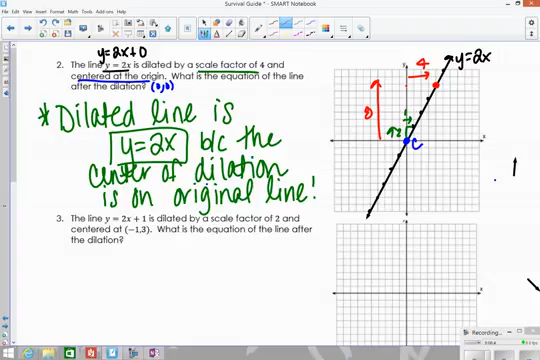 Survival Guide* - SMART Notebook
File Edit View Insert Format Tools Add-ons Help
y=2x+0
2. The line y = 2x is dilated by a scale factor of 4 and
centered at the origin. What is the equation of the line
after the dilation? (0,0)
* Dilated line is
y=2x b/c the
center of dilation
is on original line!
3. The line y = 2x + 1 is dilated by a scale factor of 2 and
centered at (−1,3). What is the equation of the line after
the dilation?
4
y=2x
8
2
1
C
x
Recording...